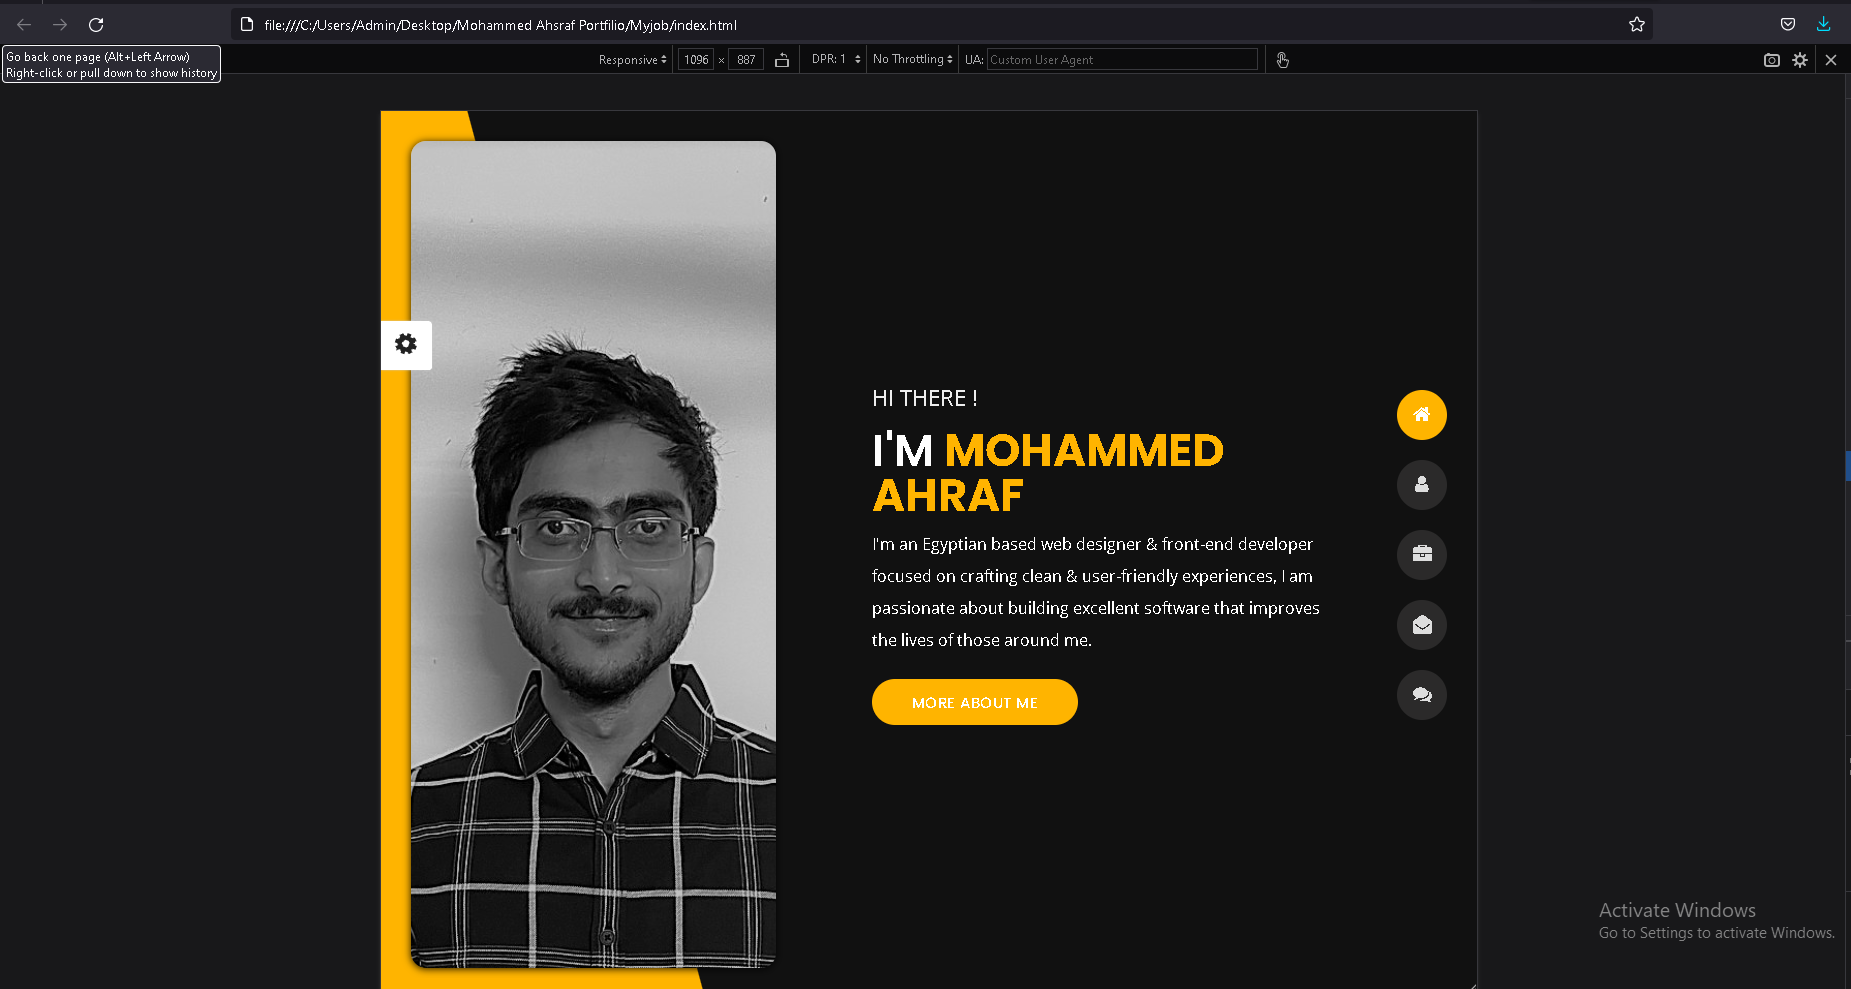 file:///C:/Users/Admin/Desktop/Mohammed Ahsraf Portfilio/Myjob/index.html
Go back one page (Alt+Left Arrow)
Right-click or pull down to show history
Responsive 1096 × 887 DPR: 1 No Throttling UA: Custom User Agent
HI THERE !
I'M MOHAMMED
AHRAF
I'm an Egyptian based web designer & front-end developer
focused on crafting clean & user-friendly experiences, I am
passionate about building excellent software that improves
the lives of those around me.
MORE ABOUT ME
Activate Windows
Go to Settings to activate Windows.